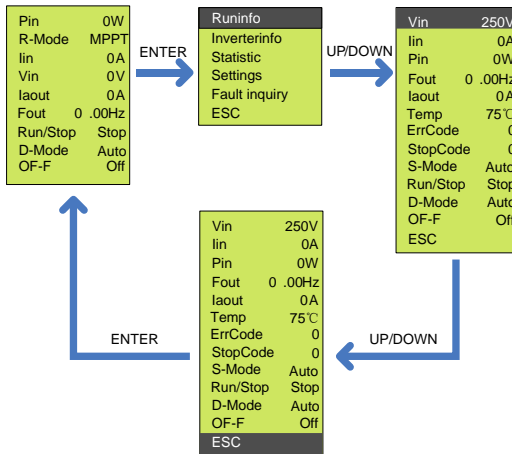 Pin 0W
R-Mode MPPT
Iin 0A
Vin 0V
Iaout 0A
Fout 0 .00Hz
Run/Stop Stop
D-Mode Auto
OF-F Off
ENTER
Runinfo
Inverterinfo
Statistic
Settings
Fault inquiry
ESC
UP/DOWN
Vin 250V
Iin 0A
Pin 0W
Fout 0 .00Hz
Iaout 0A
Temp 75℃
ErrCode 0
StopCode 0
S-Mode Auto
Run/Stop Stop
D-Mode Auto
OF-F Off
ESC
UP/DOWN
Vin 250V
Iin 0A
Pin 0W
Fout 0 .00Hz
Iaout 0A
Temp 75℃
ErrCode 0
StopCode 0
S-Mode Auto
Run/Stop Stop
D-Mode Auto
OF-F Off
ESC
ENTER